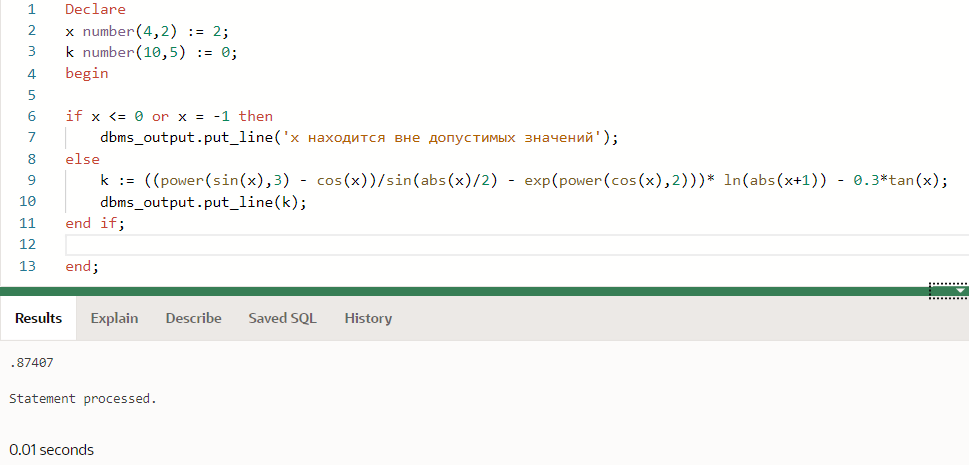 1 Declare
2 x number(4,2) := 2;
3 k number(10,5) := 0;
4 begin
5
6 if x <= 0 or x = -1 then
7 dbms_output.put_line('x находится вне допустимых значений');
8 else
9 k := ((power(sin(x),3) - cos(x))/sin(abs(x)/2) - exp(power(cos(x),2)))* ln(abs(x+1)) - 0.3*tan(x);
10 dbms_output.put_line(k);
11 end if;
12
13 end;
Results Explain Describe Saved SQL History
.87407
Statement processed.
0.01 seconds